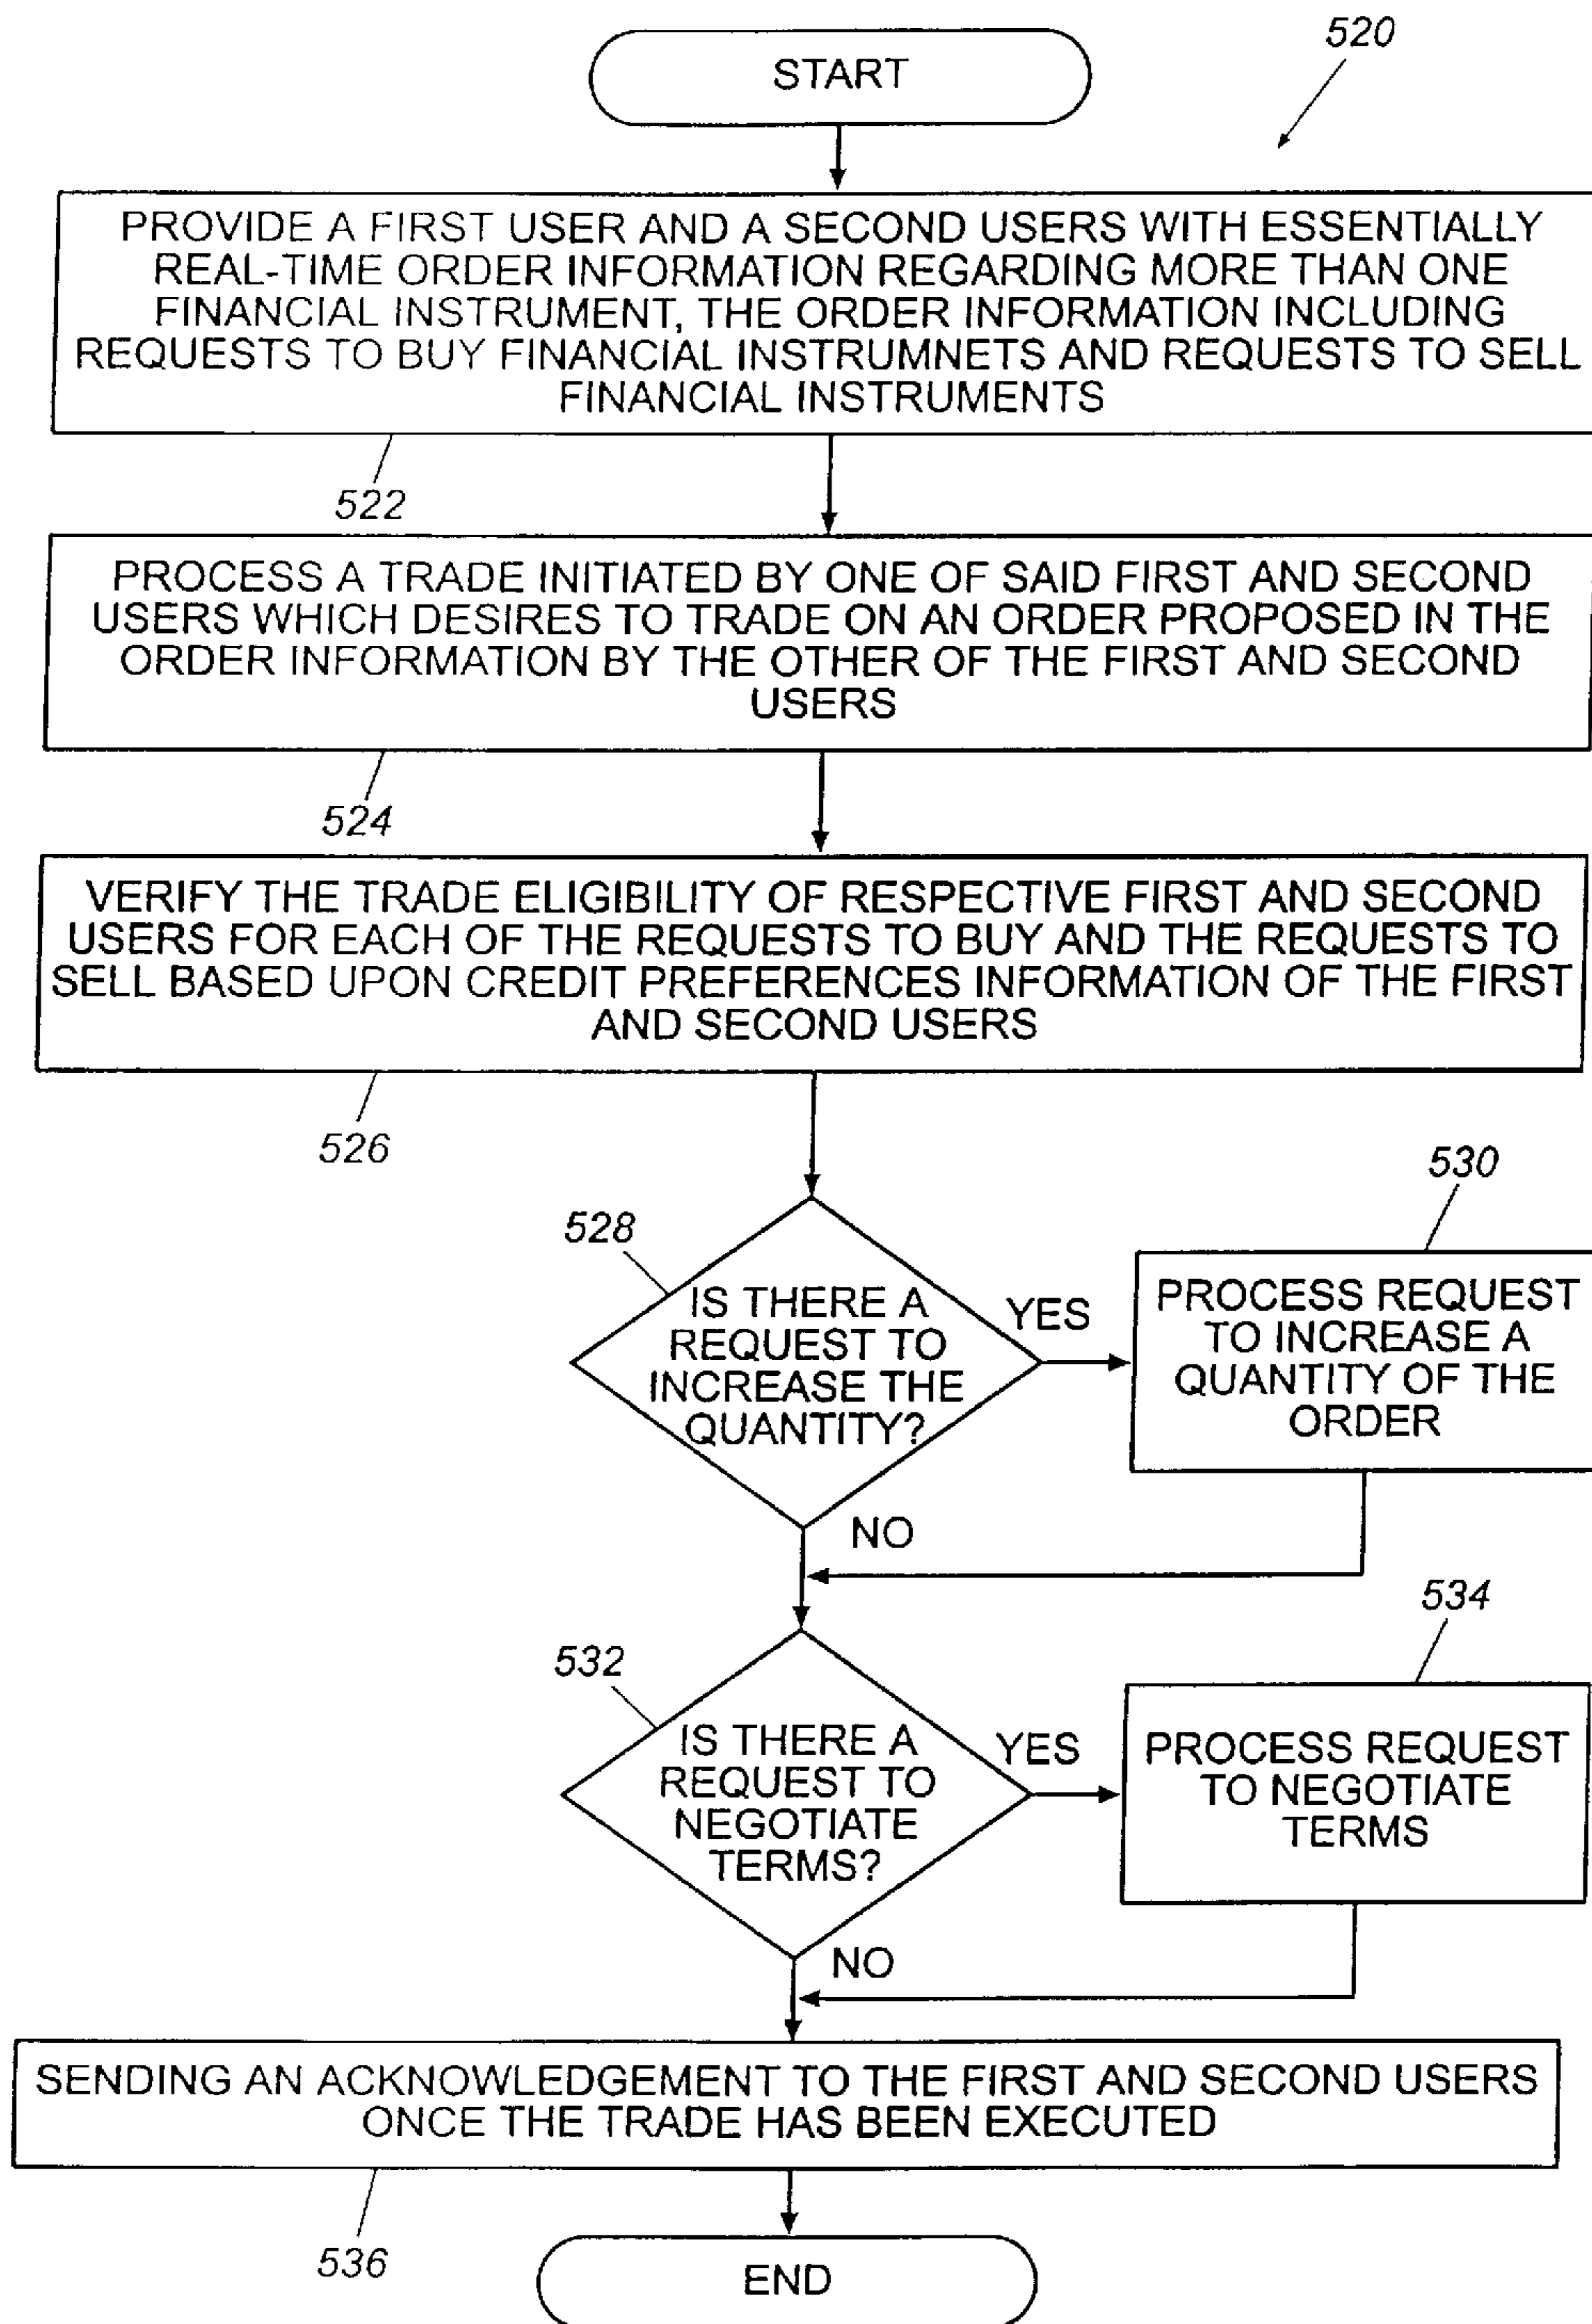 520
START
PROVIDE A FIRST USER AND A SECOND USERS WITH ESSENTIALLY
REAL-TIME ORDER INFORMATION REGARDING MORE THAN ONE
FINANCIAL INSTRUMENT, THE ORDER INFORMATION INCLUDING
REQUESTS TO BUY FINANCIAL INSTRUMNETS AND REQUESTS TO SELL
FINANCIAL INSTRUMENTS
522
PROCESS A TRADE INITIATED BY ONE OF SAID FIRST AND SECOND
USERS WHICH DESIRES TO TRADE ON AN ORDER PROPOSED IN THE
ORDER INFORMATION BY THE OTHER OF THE FIRST AND SECOND
USERS
524
VERIFY THE TRADE ELIGIBILITY OF RESPECTIVE FIRST AND SECOND
USERS FOR EACH OF THE REQUESTS TO BUY AND THE REQUESTS TO
SELL BASED UPON CREDIT PREFERENCES INFORMATION OF THE FIRST
AND SECOND USERS
526
528
IS THERE A
REQUEST TO
INCREASE THE
QUANTITY?
YES
530
PROCESS REQUEST
TO INCREASE A
QUANTITY OF THE
ORDER
NO
532
IS THERE A
REQUEST TO
NEGOTIATE
TERMS?
YES
534
PROCESS REQUEST
TO NEGOTIATE
TERMS
NO
SENDING AN ACKNOWLEDGEMENT TO THE FIRST AND SECOND USERS
ONCE THE TRADE HAS BEEN EXECUTED
536
END